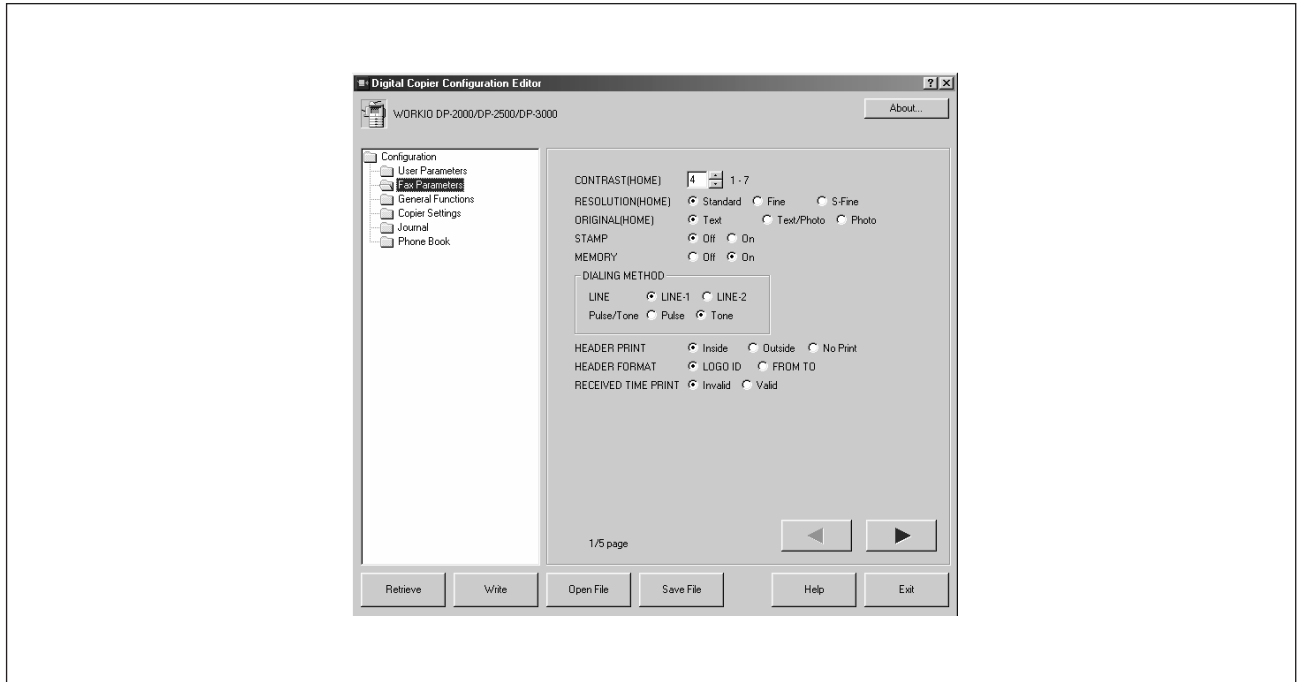 Digital Copier Configuration Editor
WORKIO DP-2000/DP-2500/DP-3000
About...
Configuration
User Parameters
Fax Parameters
General Functions
Copier Settings
Journal
Phone Book
CONTRAST(HOME) 4 1 - 7
RESOLUTION(HOME) Standard Fine S-Fine
ORIGINAL(HOME) Text Text/Photo Photo
STAMP Off On
MEMORY Off On
DIALING METHOD
LINE LINE-1 LINE-2
Pulse/Tone Pulse Tone
HEADER PRINT Inside Outside No Print
HEADER FORMAT LOGO ID FROM TO
RECEIVED TIME PRINT Invalid Valid
1/5 page
Retrieve Write Open File Save File Help Exit